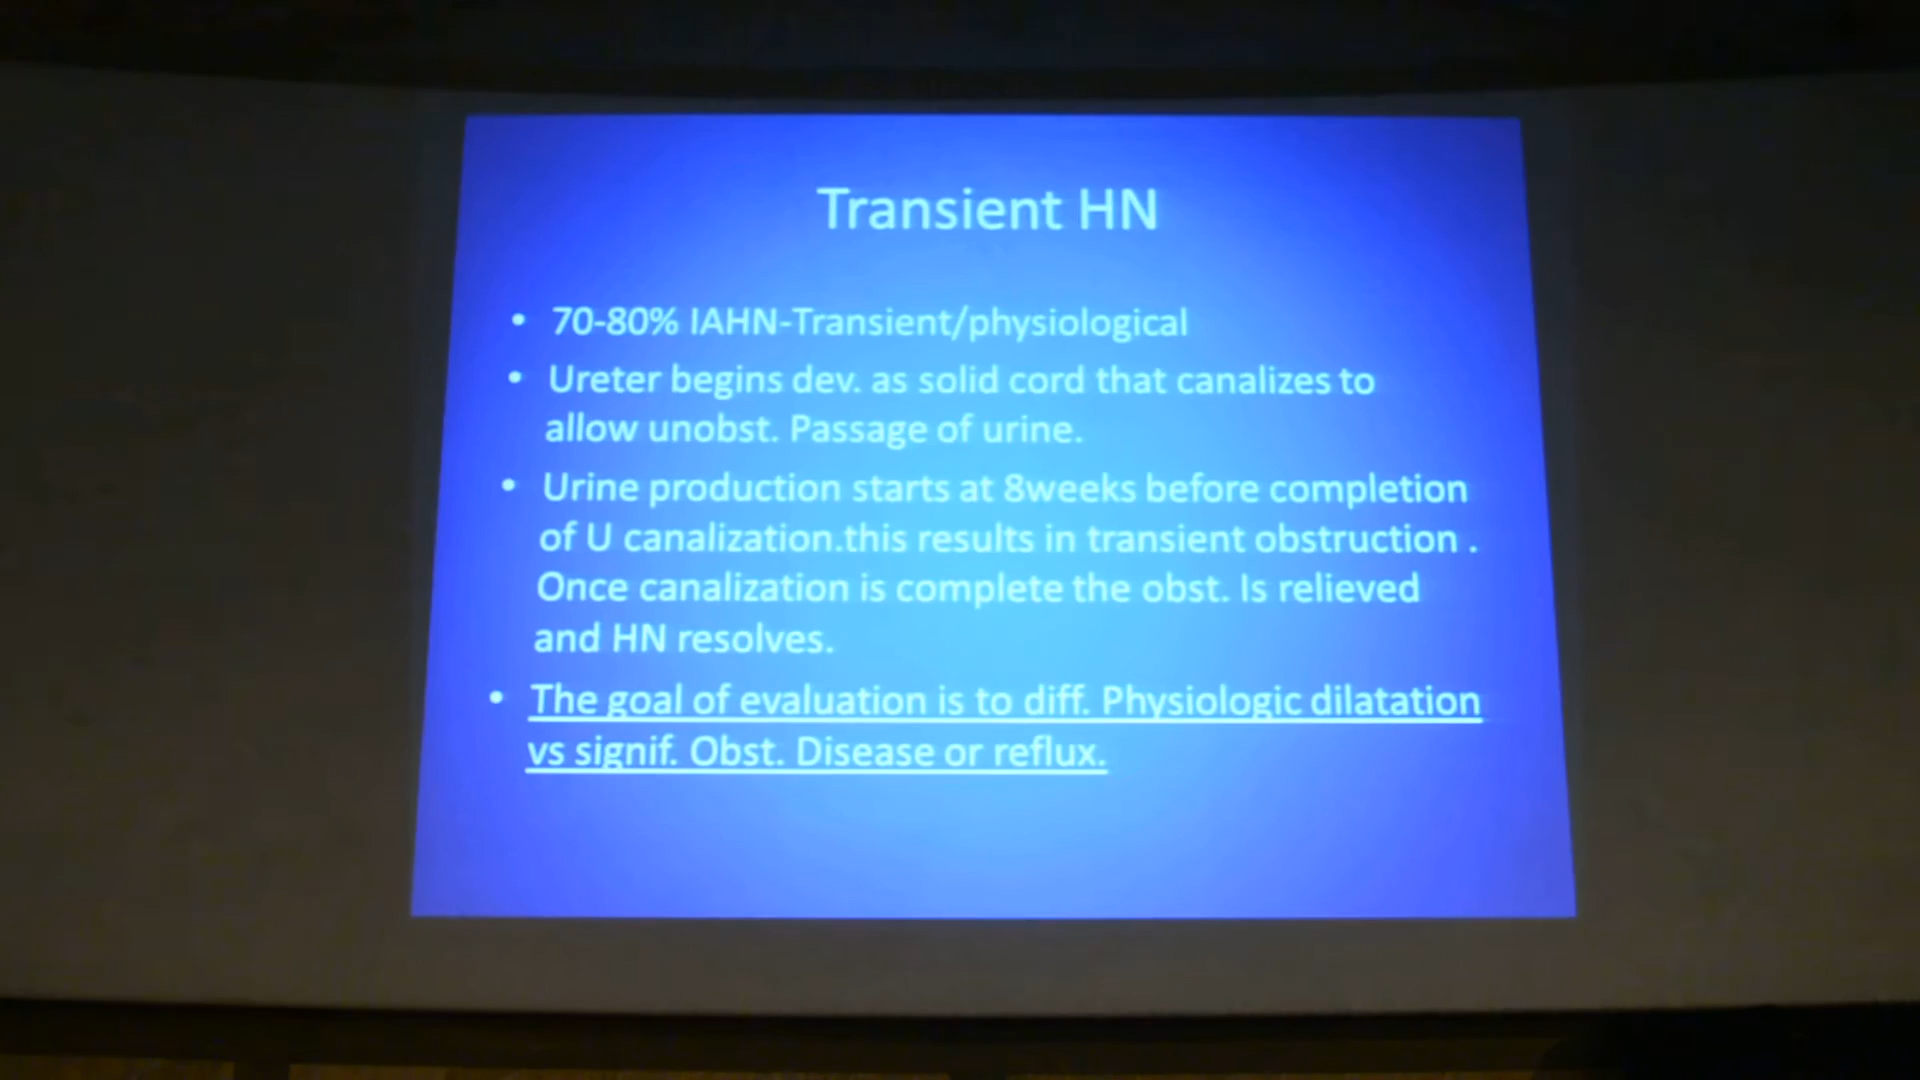 Transient HN
• 70-80% IAHN-Transient/physiological
• Ureter begins dev. as solid cord that canalizes to
allow unobst. Passage of urine.
• Urine production starts at 8weeks before completion
of U canalization.this results in transient obstruction .
Once canalization is complete the obst. Is relieved
and HN resolves.
• The goal of evaluation is to diff. Physiologic dilatation
vs signif. Obst. Disease or reflux.